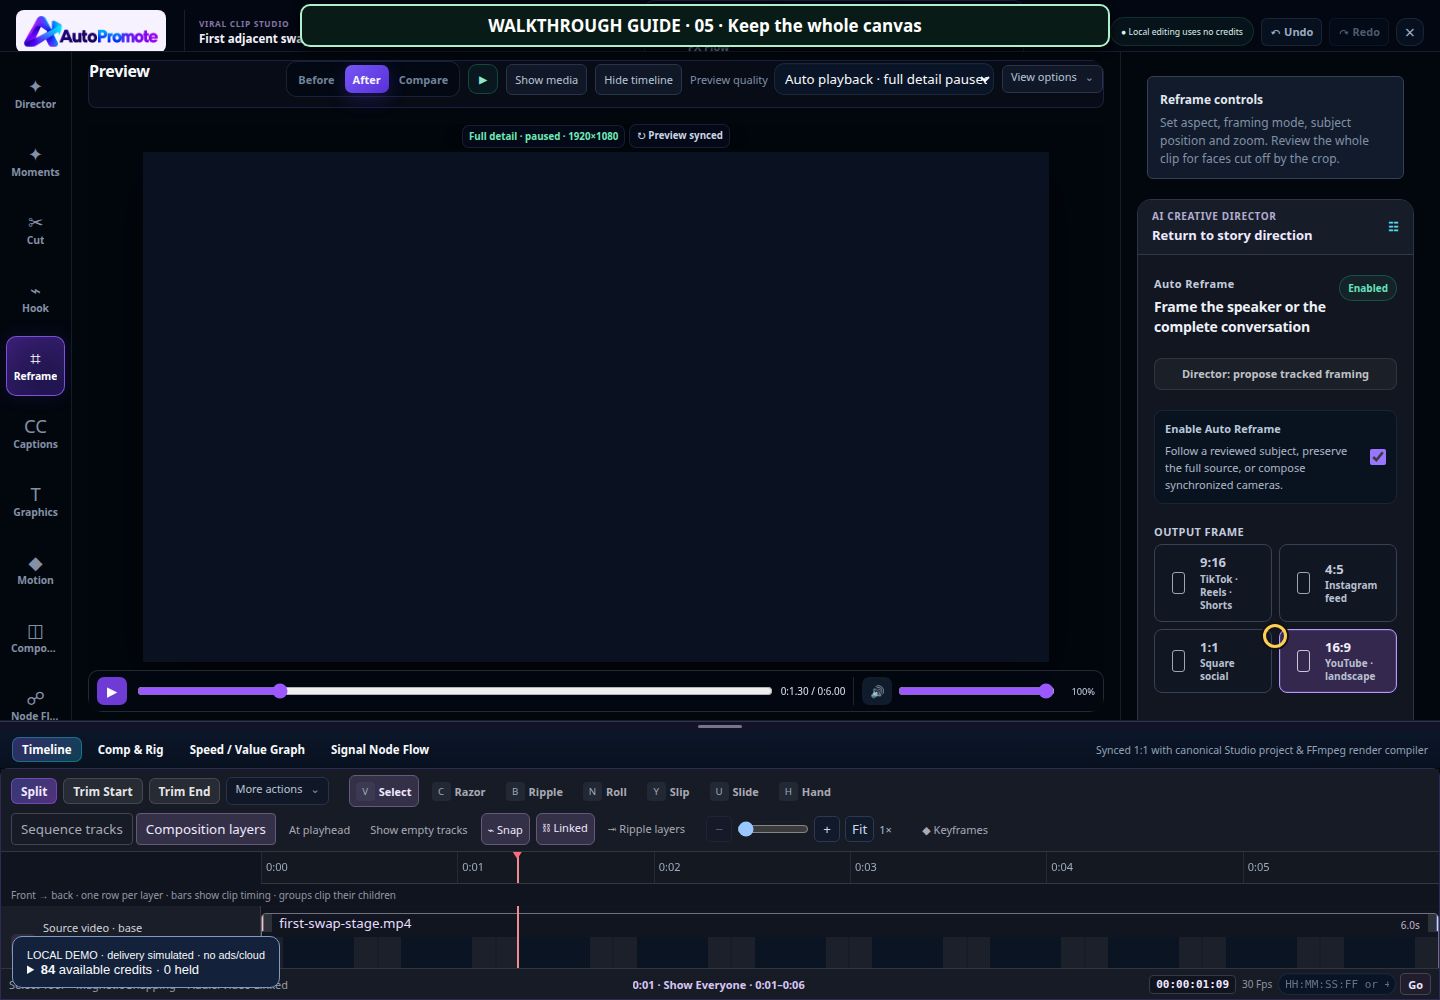 AutoPromote
VIRAL CLIP STUDIO
First adjacent swa
WALKTHROUGH GUIDE · 05 · Keep the whole canvas
● Local editing uses no credits
↶ Undo
↷ Redo
✕
Preview
Before
After
Compare
▶
Show media
Hide timeline
Preview quality
Auto playback · full detail pause
View options
Full detail · paused · 1920×1080
↻ Preview synced
Director
Moments
Cut
Hook
Reframe
CC
Captions
T
Graphics
Motion
Compo...
Node Fl...
0:1.30 / 0:6.00
100%
Reframe controls
Set aspect, framing mode, subject
position and zoom. Review the whole
clip for faces cut off by the crop.
AI CREATIVE DIRECTOR
Return to story direction
Auto Reframe
Enabled
Frame the speaker or the
complete conversation
Director: propose tracked framing
Enable Auto Reframe
Follow a reviewed subject, preserve
the full source, or compose
synchronized cameras.
OUTPUT FRAME
9:16
TikTok ·
Reels ·
Shorts
4:5
Instagram
feed
1:1
Square
social
16:9
YouTube ·
landscape
Timeline
Comp & Rig
Speed / Value Graph
Signal Node Flow
Synced 1:1 with canonical Studio project & FFmpeg render compiler
Split
Trim Start
Trim End
More actions
V Select
C Razor
B Ripple
N Roll
Y Slip
U Slide
H Hand
Sequence tracks
Composition layers
At playhead
Show empty tracks
Snap
Linked
⇥ Ripple layers
−
+
Fit
1×
◆ Keyframes
0:00
0:01
0:02
0:03
0:04
0:05
Front → back · one row per layer · bars show clip timing · groups clip their children
Source video · base
first-swap-stage.mp4
6.0s
LOCAL DEMO · delivery simulated · no ads/cloud
▶ 84 available credits · 0 held
0:01 · Show Everyone · 0:01–0:06
00:00:01:09
30 Fps
HH:MM:SS:FF or +
Go